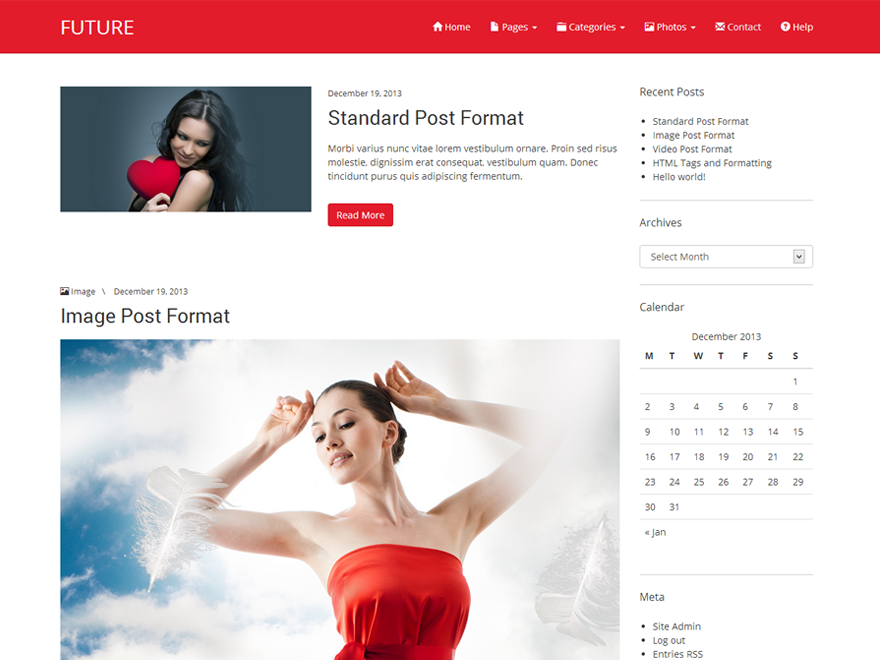 FUTURE
Home Pages Categories Photos Contact Help
December 19, 2013
Standard Post Format
Morbi varius nunc vitae lorem vestibulum ornare. Proin sed risus
molestie, dignissim erat consequat, vestibulum quam. Donec
tincidunt purus quis adipiscing fermentum.
Read More
Image \ December 19, 2013
Image Post Format
Recent Posts
Standard Post Format
Image Post Format
Video Post Format
HTML Tags and Formatting
Hello world!
Archives
Select Month
Calendar
December 2013
M T W T F S S
1
2 3 4 5 6 7 8
9 10 11 12 13 14 15
16 17 18 19 20 21 22
23 24 25 26 27 28 29
30 31
« Jan
Meta
Site Admin
Log out
Entries RSS